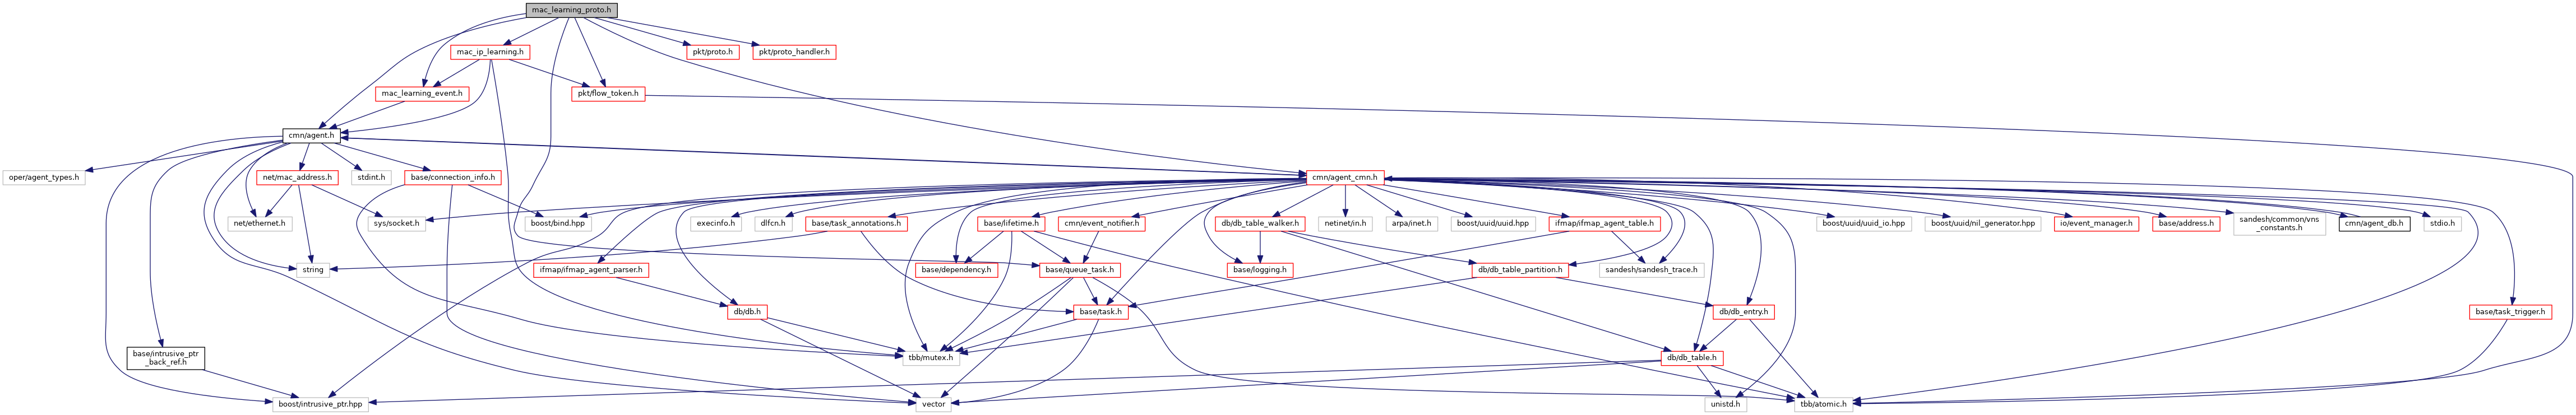 mac_learning_proto.h
mac_ip_learning.h
pkt/proto.h
pkt/proto_handler.h
mac_learning_event.h
pkt/flow_token.h
cmn/agent.h
oper/agent_types.h
net/mac_address.h
stdint.h
base/connection_info.h
cmn/agent_cmn.h
net/ethernet.h
sys/socket.h
boost/bind.hpp
execinfo.h
dlfcn.h
base/task_annotations.h
base/lifetime.h
cmn/event_notifier.h
db/db_table_walker.h
netinet/in.h
arpa/inet.h
boost/uuid/uuid.hpp
ifmap/ifmap_agent_table.h
boost/uuid/uuid_io.hpp
boost/uuid/nil_generator.hpp
io/event_manager.h
base/address.h
sandesh/common/vns
_constants.h
cmn/agent_db.h
stdio.h
string
ifmap/ifmap_agent_parser.h
base/dependency.h
base/queue_task.h
base/logging.h
db/db_table_partition.h
sandesh/sandesh_trace.h
db/db.h
base/task.h
db/db_entry.h
base/task_trigger.h
base/intrusive_ptr
_back_ref.h
tbb/mutex.h
db/db_table.h
boost/intrusive_ptr.hpp
vector
unistd.h
tbb/atomic.h